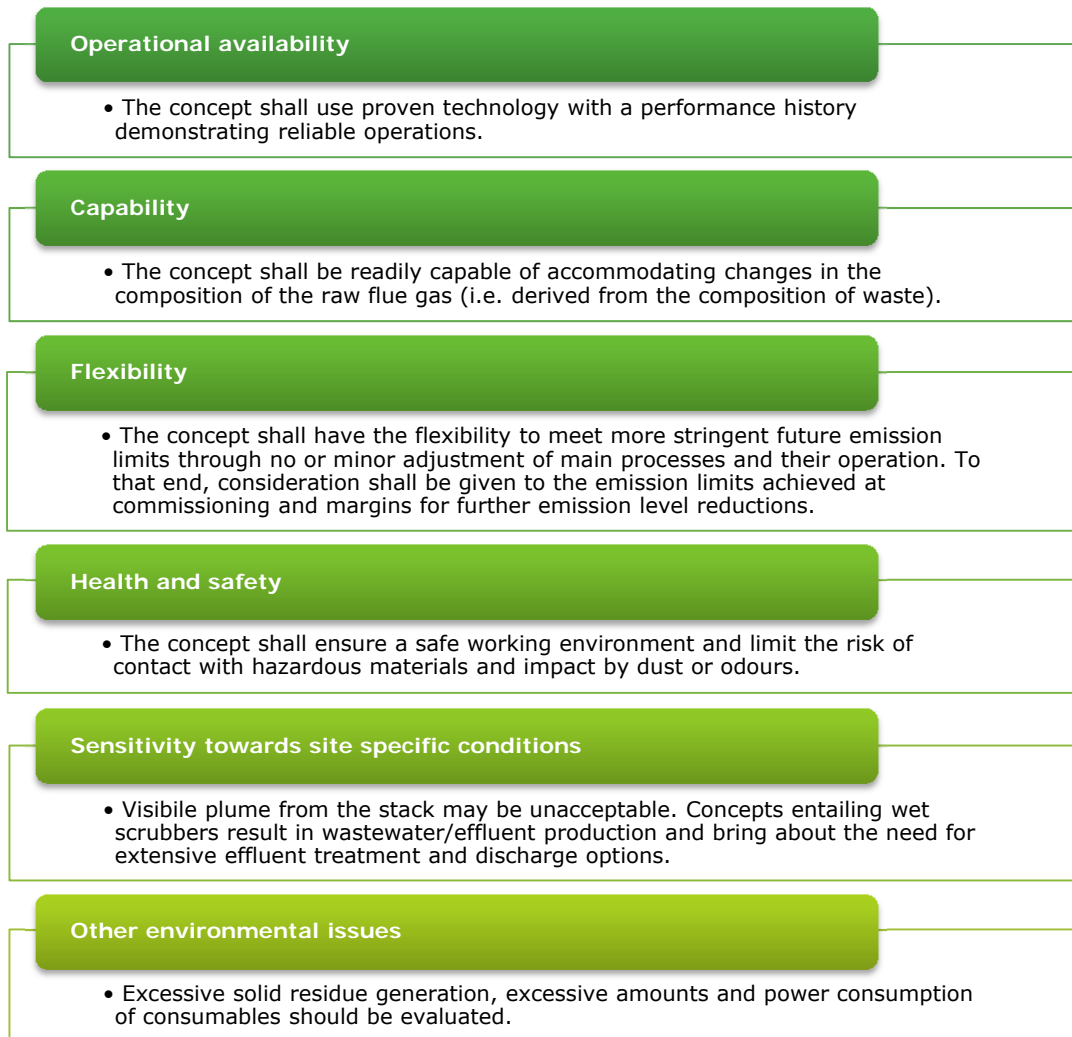 Operational availability
• The concept shall use proven technology with a performance history
demonstrating reliable operations.
Capability
• The concept shall be readily capable of accommodating changes in the
composition of the raw flue gas (i.e. derived from the composition of waste).
Flexibility
• The concept shall have the flexibility to meet more stringent future emission
limits through no or minor adjustment of main processes and their operation. To
that end, consideration shall be given to the emission limits achieved at
commissioning and margins for further emission level reductions.
Health and safety
• The concept shall ensure a safe working environment and limit the risk of
contact with hazardous materials and impact by dust or odours.
Sensitivity towards site specific conditions
• Visibile plume from the stack may be unacceptable. Concepts entailing wet
scrubbers result in wastewater/effluent production and bring about the need for
extensive effluent treatment and discharge options.
Other environmental issues
• Excessive solid residue generation, excessive amounts and power consumption
of consumables should be evaluated.